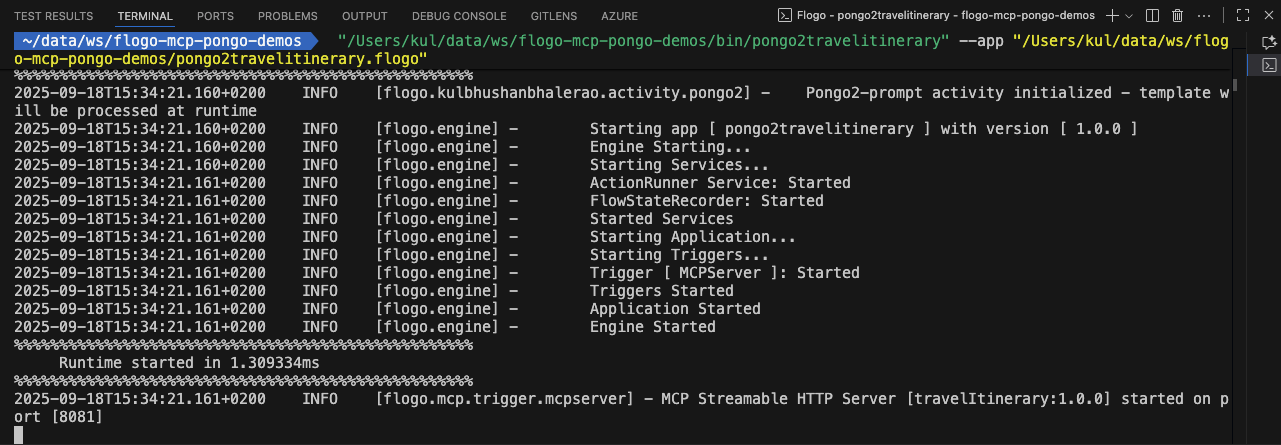 TEST RESULTS TERMINAL PORTS PROBLEMS OUTPUT DEBUG CONSOLE GITLENS AZURE Flogo - pongo2travelitinerary - flogo-mcp-pongo-demos
~/data/ws/flogo-mcp-pongo-demos "/Users/kul/data/ws/flogo-mcp-pongo-demos/bin/pongo2travelitinerary" --app "/Users/kul/data/ws/flog
o-mcp-pongo-demos/pongo2travelitinerary.flogo"
%%%%%%%%%%%%%%%%%%%%%%%%%%%%%%%%%%%%%%%%%%%%%%%%%%%
2025-09-18T15:34:21.160+0200 INFO [flogo.kulbhushanbhalerao.activity.pongo2] - Pongo2-prompt activity initialized - template w
ill be processed at runtime
2025-09-18T15:34:21.160+0200 INFO [flogo.engine] - Starting app [ pongo2travelitinerary ] with version [ 1.0.0 ]
2025-09-18T15:34:21.160+0200 INFO [flogo.engine] - Engine Starting...
2025-09-18T15:34:21.160+0200 INFO [flogo.engine] - Starting Services...
2025-09-18T15:34:21.161+0200 INFO [flogo.engine] - ActionRunner Service: Started
2025-09-18T15:34:21.161+0200 INFO [flogo.engine] - FlowStateRecorder: Started
2025-09-18T15:34:21.161+0200 INFO [flogo.engine] - Started Services
2025-09-18T15:34:21.161+0200 INFO [flogo.engine] - Starting Application...
2025-09-18T15:34:21.161+0200 INFO [flogo.engine] - Starting Triggers...
2025-09-18T15:34:21.161+0200 INFO [flogo.engine] - Trigger [ MCPServer ]: Started
2025-09-18T15:34:21.161+0200 INFO [flogo.engine] - Triggers Started
2025-09-18T15:34:21.161+0200 INFO [flogo.engine] - Application Started
2025-09-18T15:34:21.161+0200 INFO [flogo.engine] - Engine Started
%%%%%%%%%%%%%%%%%%%%%%%%%%%%%%%%%%%%%%%%%%%%%%%%%%%
Runtime started in 1.309334ms
%%%%%%%%%%%%%%%%%%%%%%%%%%%%%%%%%%%%%%%%%%%%%%%%%%%
2025-09-18T15:34:21.161+0200 INFO [flogo.mcp.trigger.mcpserver] - MCP Streamable HTTP Server [travelItinerary:1.0.0] started on p
ort [8081]